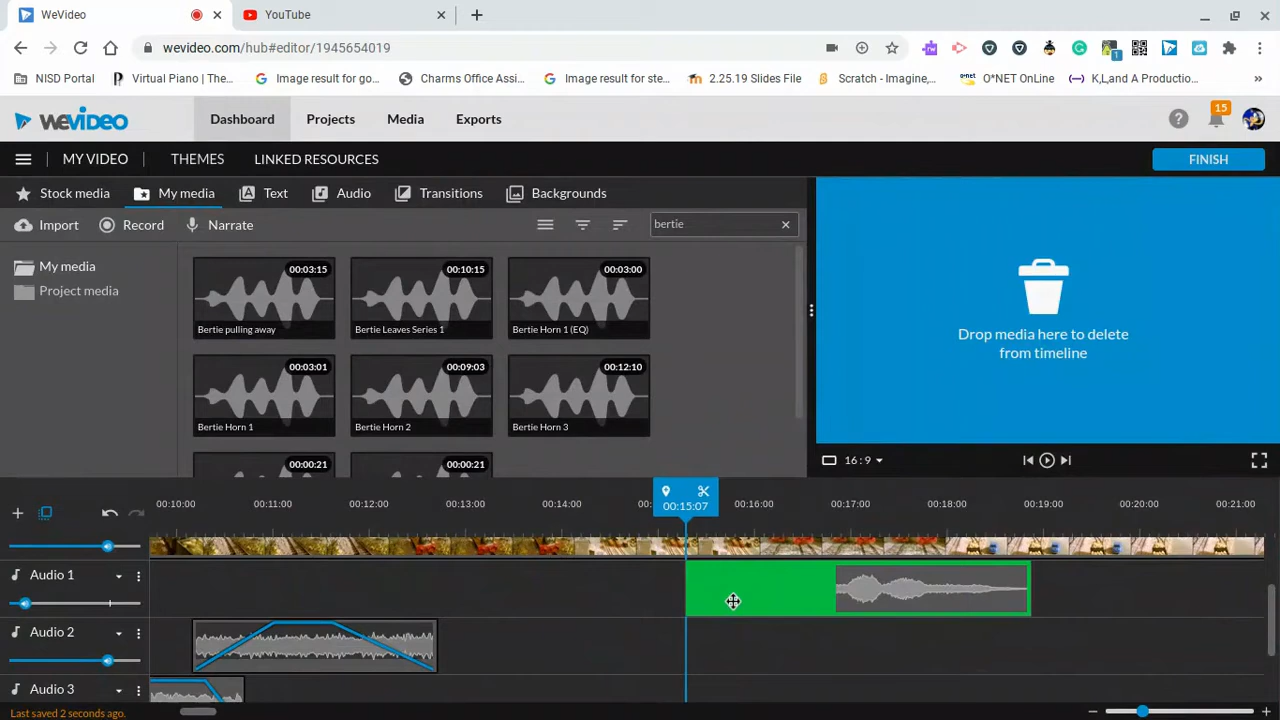 WeVideo
YouTube
wevideo.com/hub#editor/1945654019
1
NISD Portal
Virtual Piano | The...
Image result for go...
Charms Office Assi...
Image result for ste...
2.25.19 Slides File
Scratch - Imagine,...
O*NET OnLine
K,L,and A Productio...
WEVIDEO
Dashboard
Projects
Media
Exports
15
MY VIDEO
THEMES
LINKED RESOURCES
FINISH
Stock media
My media
Text
Audio
Transitions
Backgrounds
Import
Record
Narrate
bertie
My media
Project media
00:03:15
Bertie pulling away
00:10:15
Bertie Leaves Series 1
00:03:00
Bertie Horn 1 (EQ)
00:03:01
Bertie Horn 1
00:09:03
Bertie Horn 2
00:12:10
Bertie Horn 3
00:00:21
00:00:21
Drop media here to delete
from timeline
16:9
00:10:00
00:11:00
00:12:00
00:13:00
00:14:00
00:
00:15:07
00:16:00
00:17:00
00:18:00
00:19:00
00:20:00
00:21:00
Audio 1
Audio 2
Audio 3
Last saved 2 seconds ago.